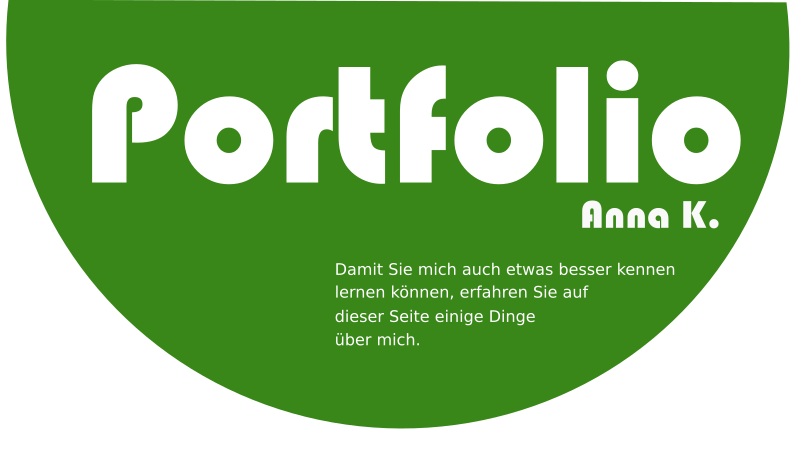 Portfolio
Anna K.
Damit Sie mich auch etwas besser kennen
lernen können, erfahren Sie auf
dieser Seite einige Dinge
über mich.